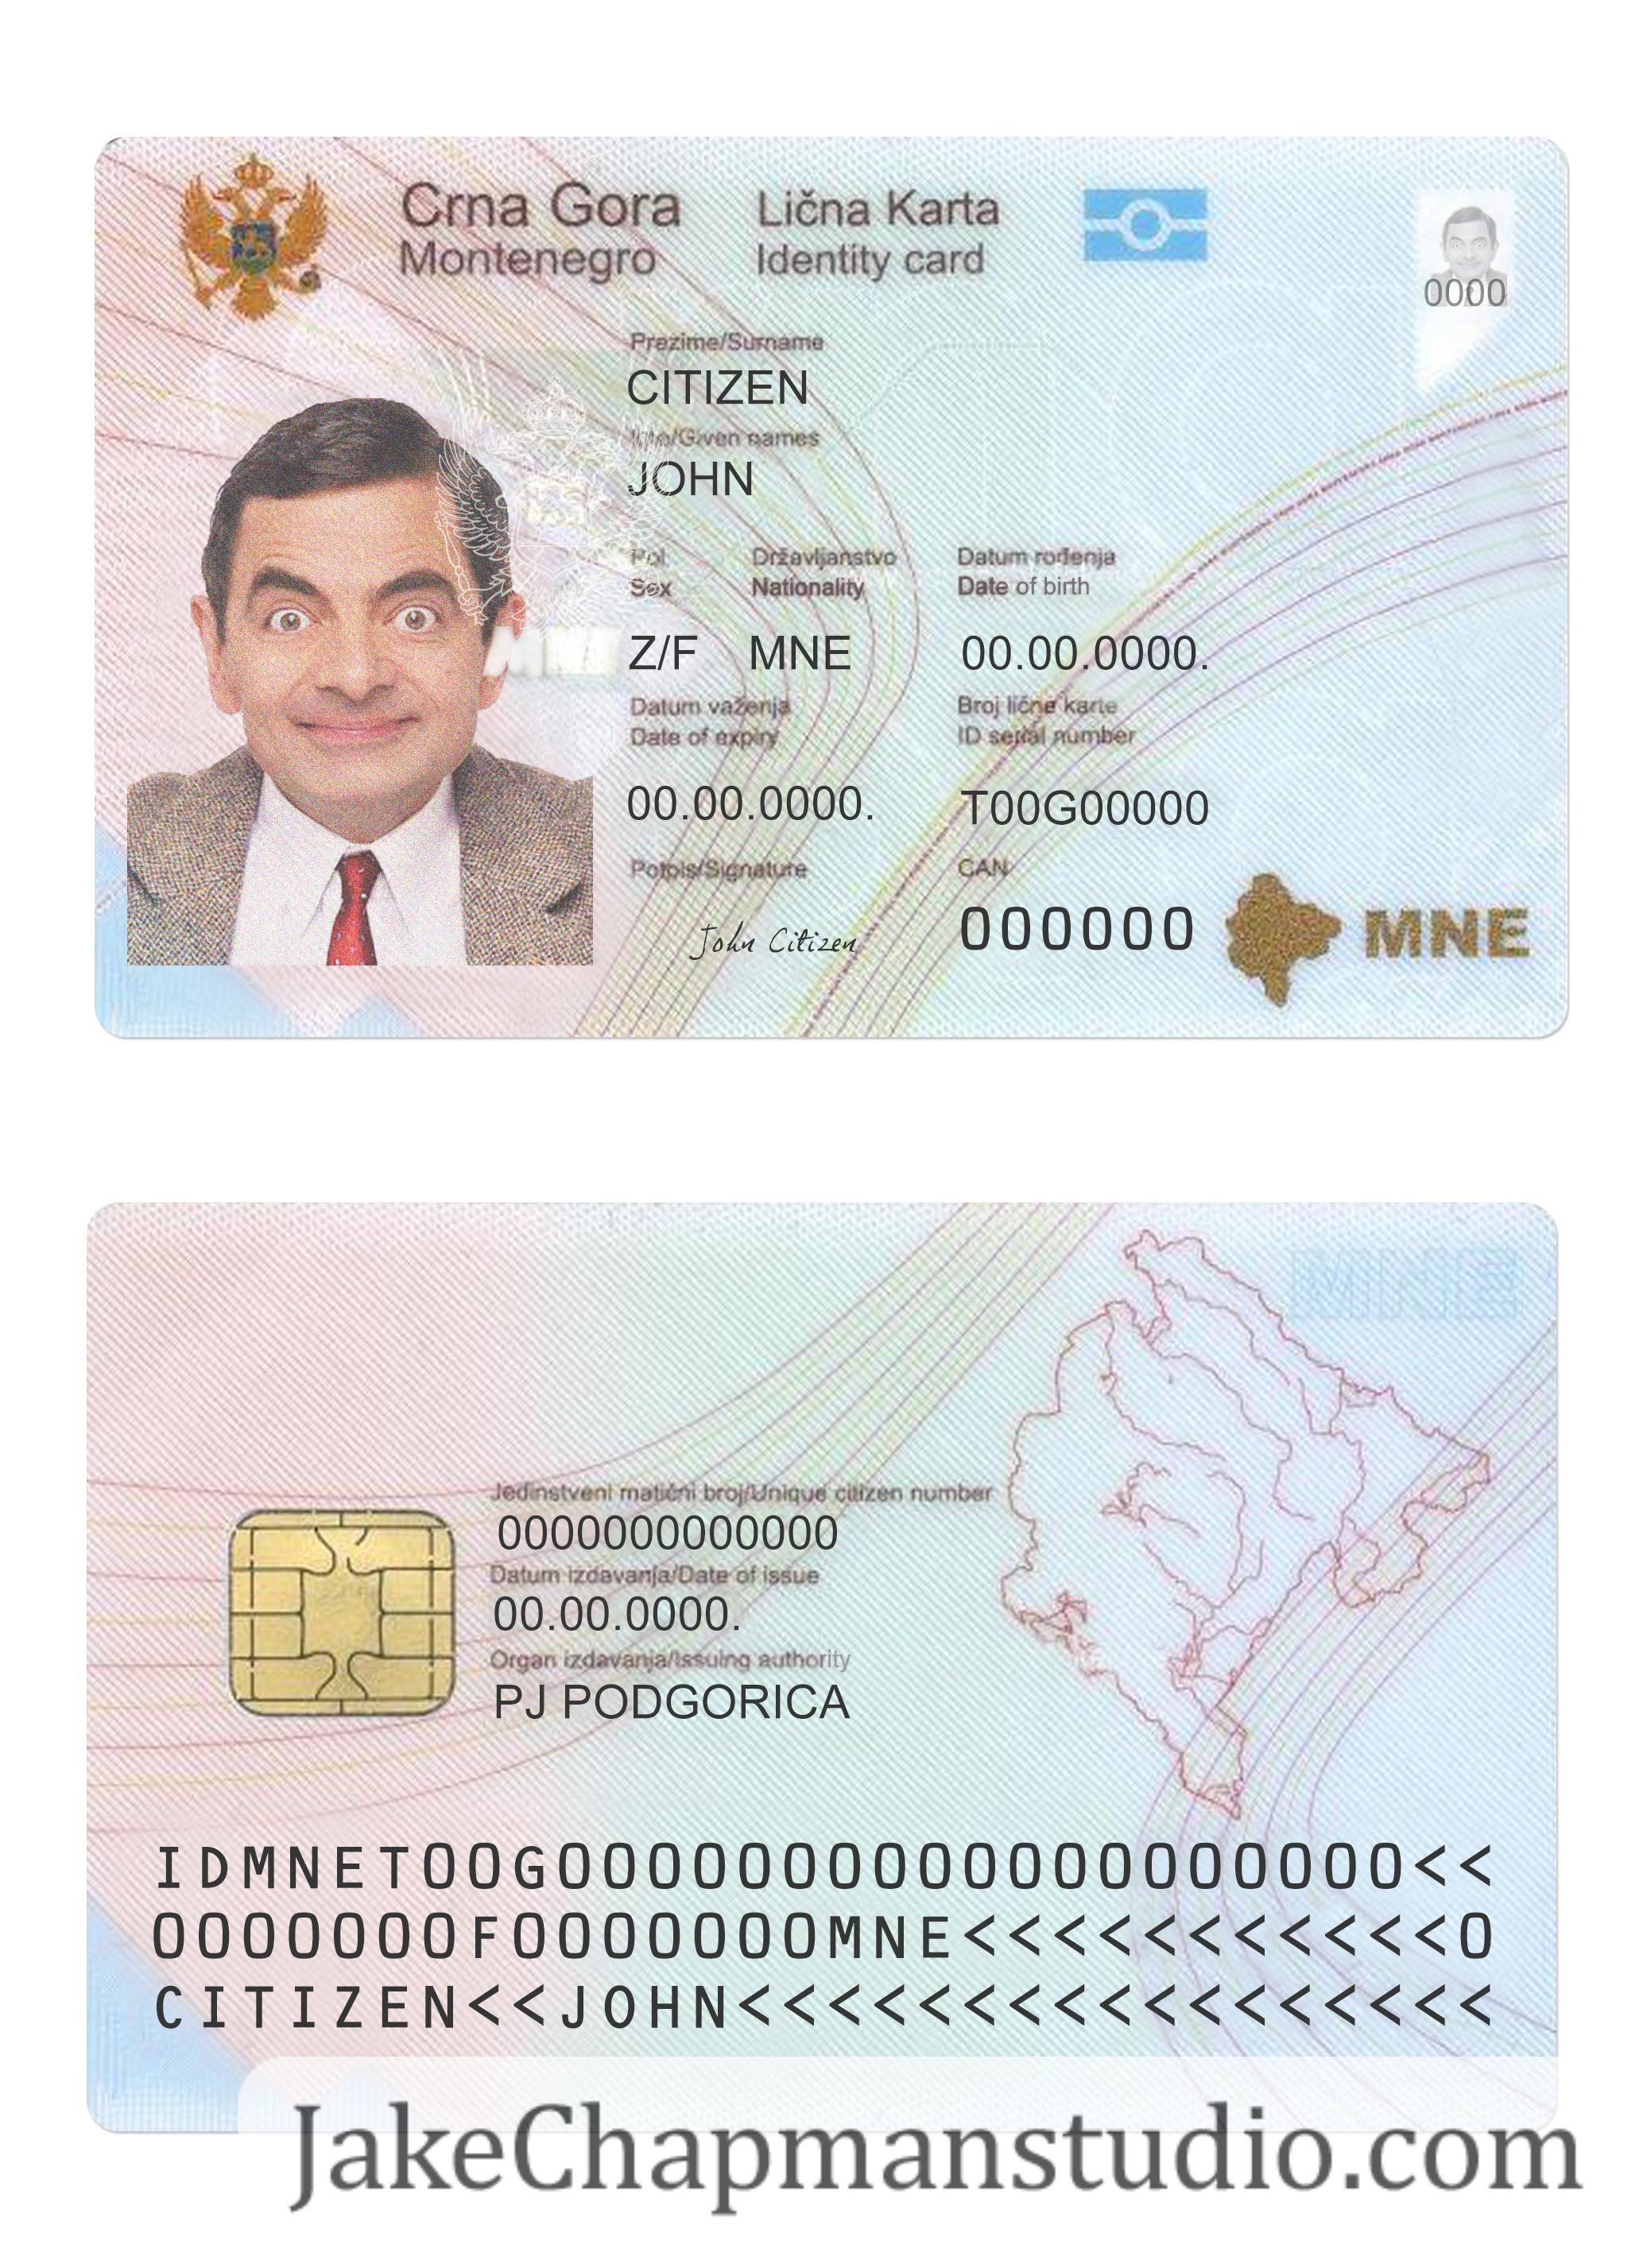 Crna Gora Lična Karta
Montenegro Identity card
0000
Prezime/Surname
CITIZEN
Ime/Given names
JOHN
Pol Državljanstvo Datum rođenja
Sex Nationality Date of birth
Z/F MNE 00.00.0000.
Datum važenja Broj lične karte
Date of expiry ID serial number
00.00.0000. T00G00000
Potpis/Signature CAN
John Citizen 000000 MNE
Jedinstveni matični broj/Unique citizen number
0000000000000
Datum izdavanja/Date of issue
00.00.0000.
Organ izdavanja/Issuing authority
PJ PODGORICA
IDMNET00G0000000000000000000<<
0000000F0000000MNE<<<<<<<<<<<0
CITIZEN<<JOHN<<<<<<<<<<<<<<<<<
JakeChapmanstudio.com